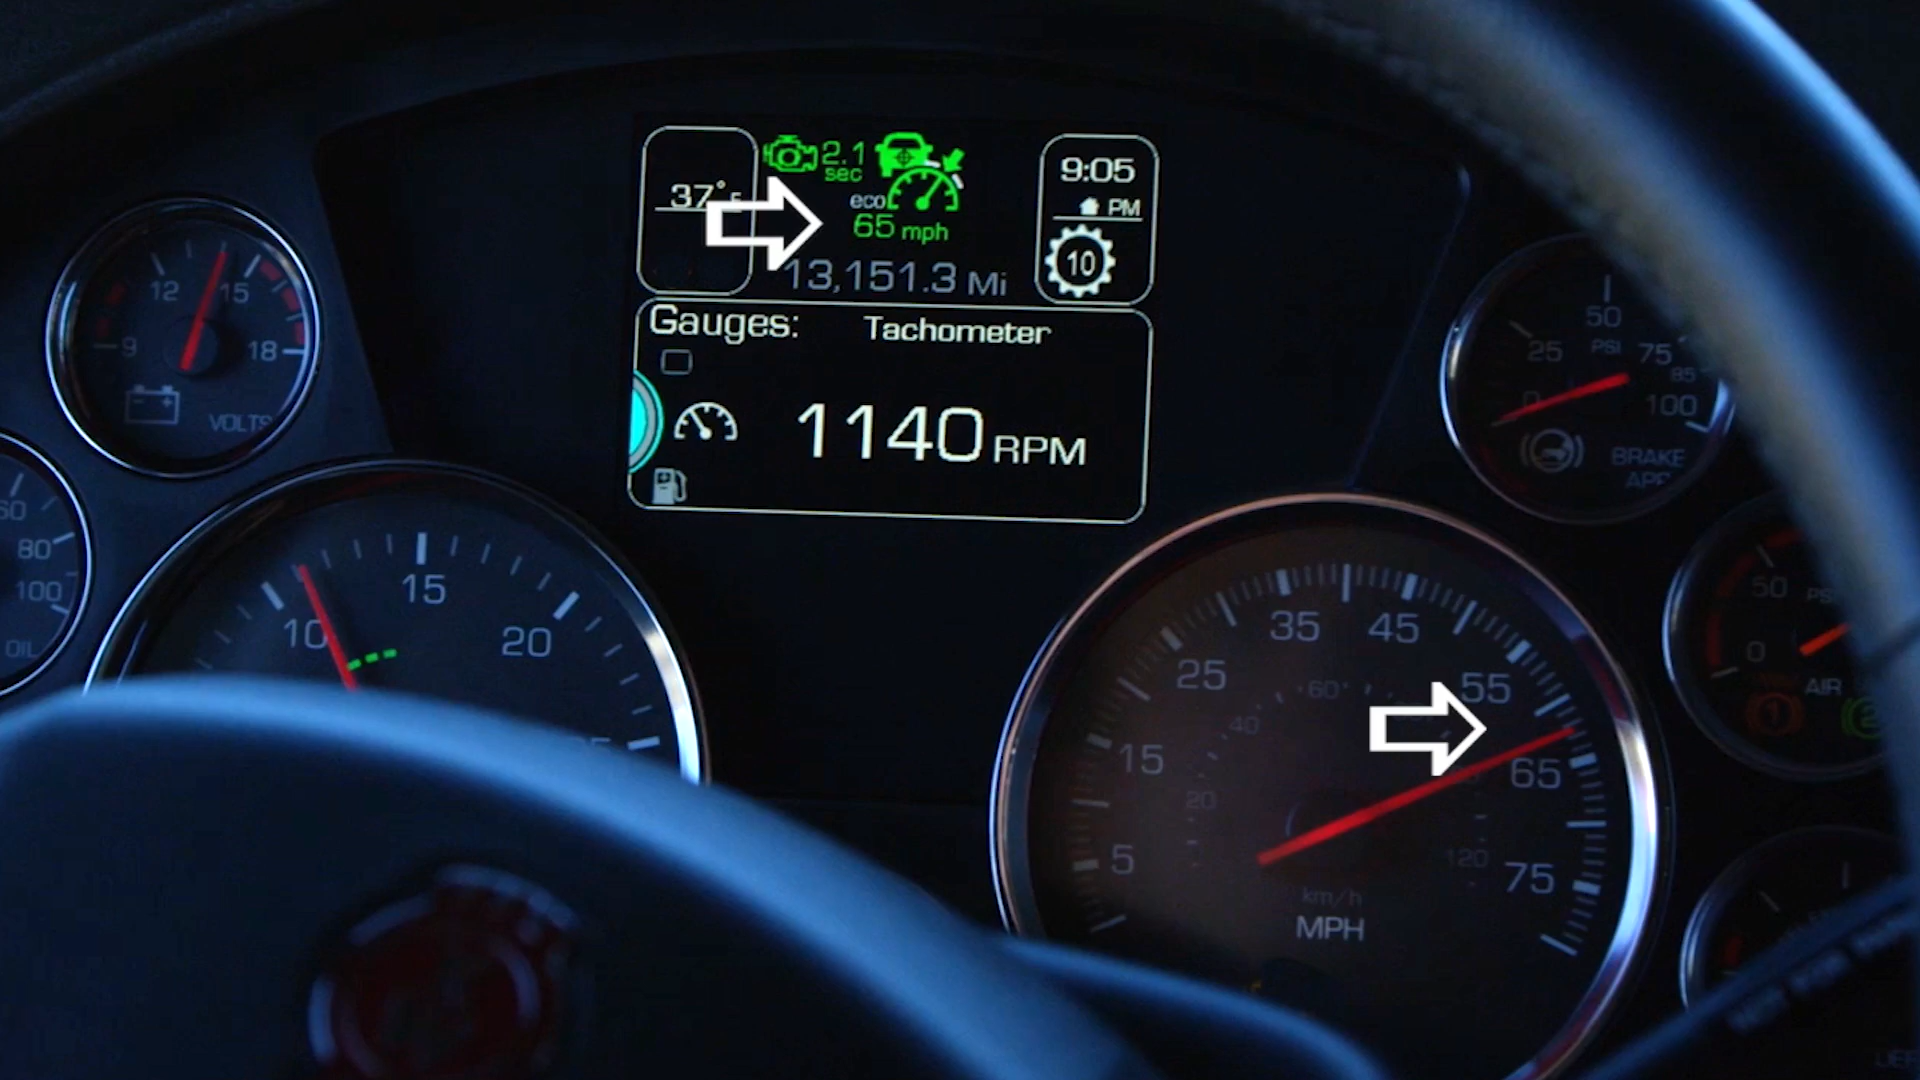 2.1
sec
37°F
eco
65 mph
13,151.3 Mi
9:05
PM
10
Gauges: Tachometer
1140 RPM
9 12 15 18
VOLTS
60
80
100
OIL
10 15 20
5 15 25 35 45 55 65 75
20 40 60 120
km/h
MPH
0 25 50 75 85 100
PSI
BRAKE
APP
50
0
AIR
1
2